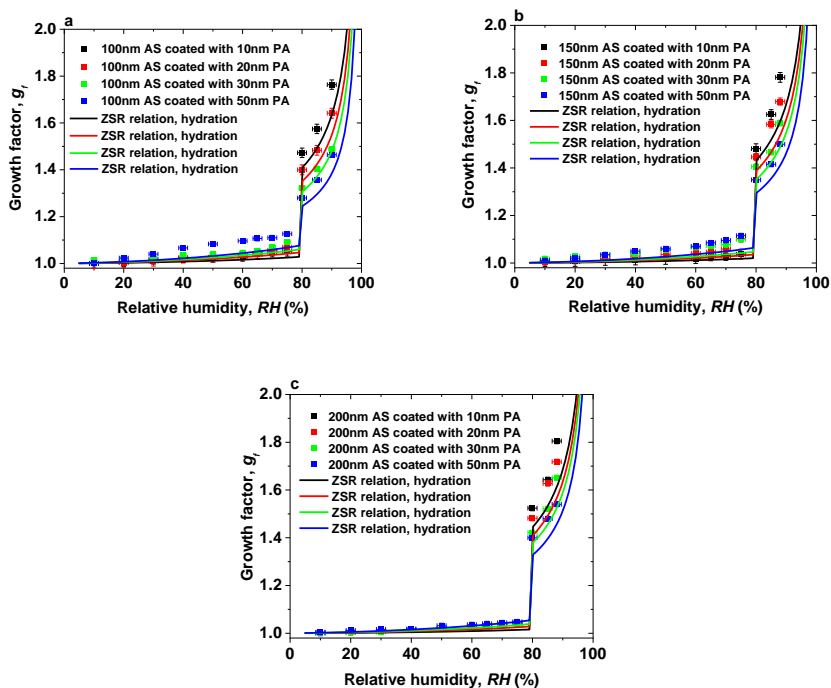 a
2.0
1.8
1.6
1.4
1.2
1.0
Growth factor, gf
100nm AS coated with 10nm PA
100nm AS coated with 20nm PA
100nm AS coated with 30nm PA
100nm AS coated with 50nm PA
ZSR relation, hydration
ZSR relation, hydration
ZSR relation, hydration
ZSR relation, hydration
0 20 40 60 80 100
Relative humidity, RH (%)
b
2.0
1.8
1.6
1.4
1.2
1.0
Growth factor, gf
150nm AS coated with 10nm PA
150nm AS coated with 20nm PA
150nm AS coated with 30nm PA
150nm AS coated with 50nm PA
ZSR relation, hydration
ZSR relation, hydration
ZSR relation, hydration
ZSR relation, hydration
0 20 40 60 80 100
Relative humidity, RH (%)
c
2.0
1.8
1.6
1.4
1.2
1.0
Growth factor, gf
200nm AS coated with 10nm PA
200nm AS coated with 20nm PA
200nm AS coated with 30nm PA
200nm AS coated with 50nm PA
ZSR relation, hydration
ZSR relation, hydration
ZSR relation, hydration
ZSR relation, hydration
0 20 40 60 80 100
Relative humidity, RH (%)